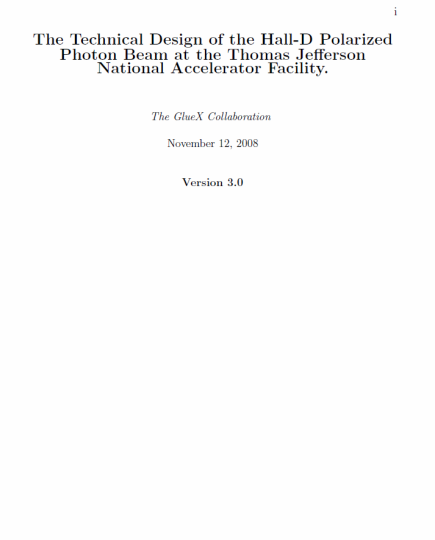 i
The Technical Design of the Hall-D Polarized
Photon Beam at the Thomas Jefferson
National Accelerator Facility.
The GlueX Collaboration
November 12, 2008
Version 3.0